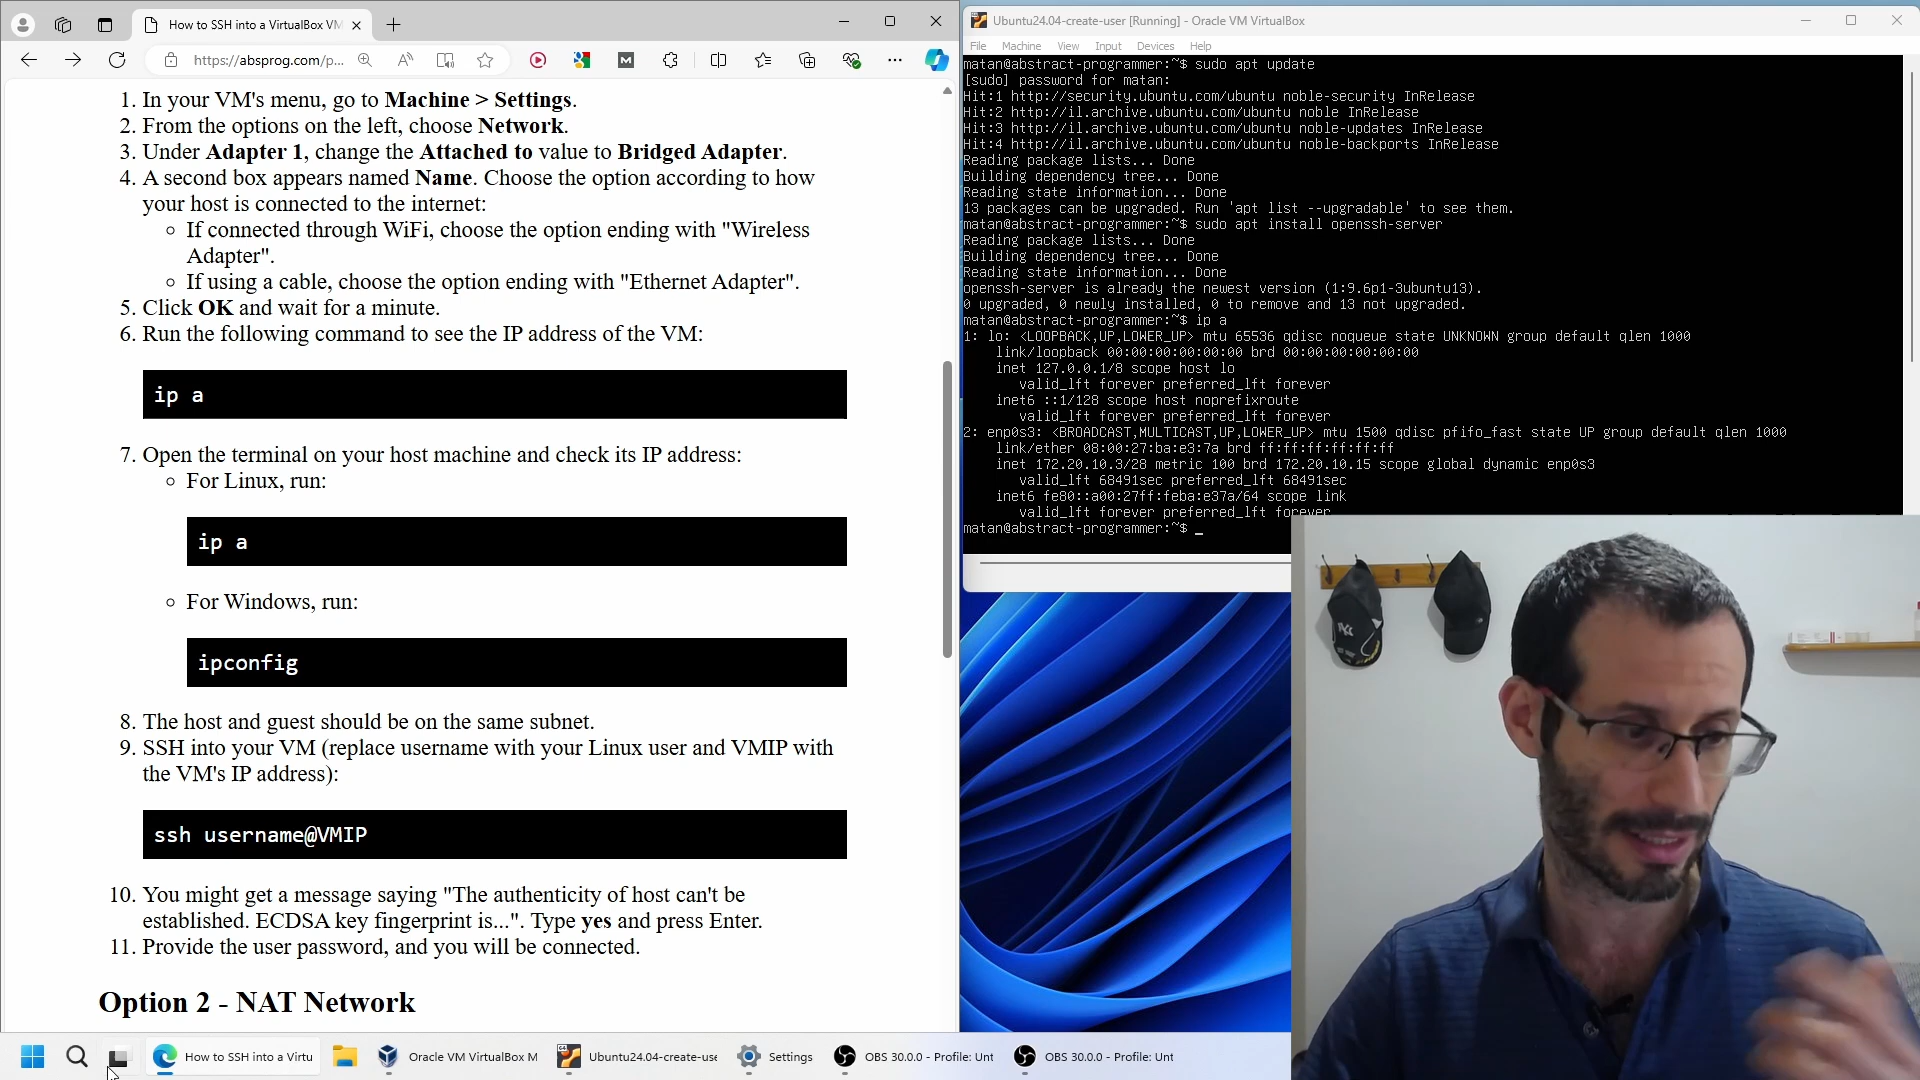 How to SSH into a VirtualBox VM
https://absprog.com/p...
1. In your VM's menu, go to Machine > Settings.
2. From the options on the left, choose Network.
3. Under Adapter 1, change the Attached to value to Bridged Adapter.
4. A second box appears named Name. Choose the option according to how
your host is connected to the internet:
If connected through WiFi, choose the option ending with "Wireless
Adapter".
If using a cable, choose the option ending with "Ethernet Adapter".
5. Click OK and wait for a minute.
6. Run the following command to see the IP address of the VM:
ip a
7. Open the terminal on your host machine and check its IP address:
For Linux, run:
ip a
For Windows, run:
ipconfig
8. The host and guest should be on the same subnet.
9. SSH into your VM (replace username with your Linux user and VMIP with
the VM's IP address):
ssh username@VMIP
10. You might get a message saying "The authenticity of host can't be
established. ECDSA key fingerprint is...". Type yes and press Enter.
11. Provide the user password, and you will be connected.
Option 2 - NAT Network
Ubuntu24.04-create-user [Running] - Oracle VM VirtualBox
File Machine View Input Devices Help
matan@abstract-programmer:~$ sudo apt update
[sudo] password for matan:
Hit:1 http://security.ubuntu.com/ubuntu noble-security InRelease
Hit:2 http://il.archive.ubuntu.com/ubuntu noble InRelease
Hit:3 http://il.archive.ubuntu.com/ubuntu noble-updates InRelease
Hit:4 http://il.archive.ubuntu.com/ubuntu noble-backports InRelease
Reading package lists... Done
Building dependency tree... Done
Reading state information... Done
13 packages can be upgraded. Run 'apt list --upgradable' to see them.
matan@abstract-programmer:~$ sudo apt install openssh-server
Reading package lists... Done
Building dependency tree... Done
Reading state information... Done
openssh-server is already the newest version (1:9.6p1-3ubuntu13).
0 upgraded, 0 newly installed, 0 to remove and 13 not upgraded.
matan@abstract-programmer:~$ ip a
1: lo: <LOOPBACK,UP,LOWER_UP> mtu 65536 qdisc noqueue state UNKNOWN group default qlen 1000
link/loopback 00:00:00:00:00:00 brd 00:00:00:00:00:00
inet 127.0.0.1/8 scope host lo
valid_lft forever preferred_lft forever
inet6 ::1/128 scope host noprefixroute
valid_lft forever preferred_lft forever
2: enp0s3: <BROADCAST,MULTICAST,UP,LOWER_UP> mtu 1500 qdisc pfifo_fast state UP group default qlen 1000
link/ether 08:00:27:ba:e3:7a brd ff:ff:ff:ff:ff:ff
inet 172.20.10.3/28 metric 100 brd 172.20.10.15 scope global dynamic enp0s3
valid_lft 68491sec preferred_lft 68491sec
inet6 fe80::a00:27ff:feba:e37a/64 scope link
valid_lft forever preferred_lft forever
matan@abstract-programmer:~$ _
How to SSH into a Virtu
Oracle VM VirtualBox M
Ubuntu24.04-create-use
Settings
OBS 30.0.0 - Profile: Unt
OBS 30.0.0 - Profile: Unt